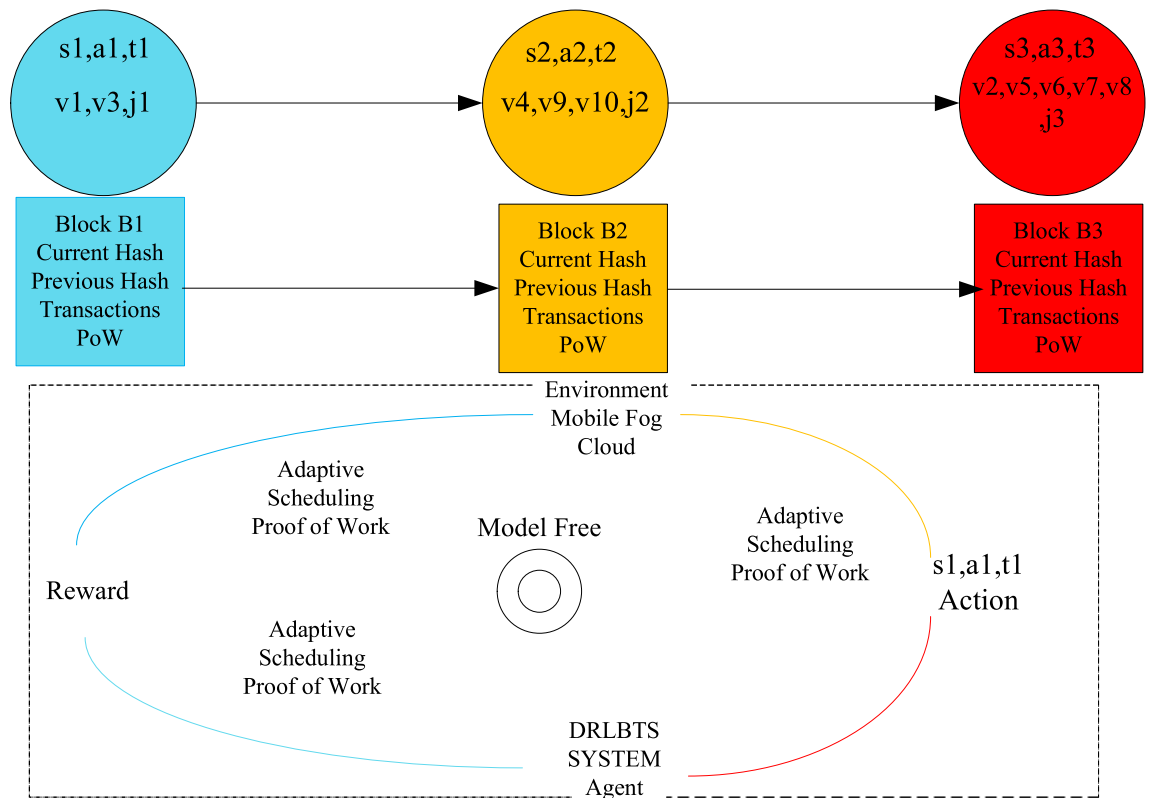 s1,a1,t1
v1,v3,j1
s2,a2,t2
v4,v9,v10,j2
s3,a3,t3
v2,v5,v6,v7,v8
,j3
Block B1
Current Hash
Previous Hash
Transactions
PoW
Block B2
Current Hash
Previous Hash
Transactions
PoW
Block B3
Current Hash
Previous Hash
Transactions
PoW
Environment
Mobile Fog
Cloud
Adaptive
Scheduling
Proof of Work
Model Free
Adaptive
Scheduling
Proof of Work
Reward
s1,a1,t1
Action
Adaptive
Scheduling
Proof of Work
DRLBTS
SYSTEM
Agent